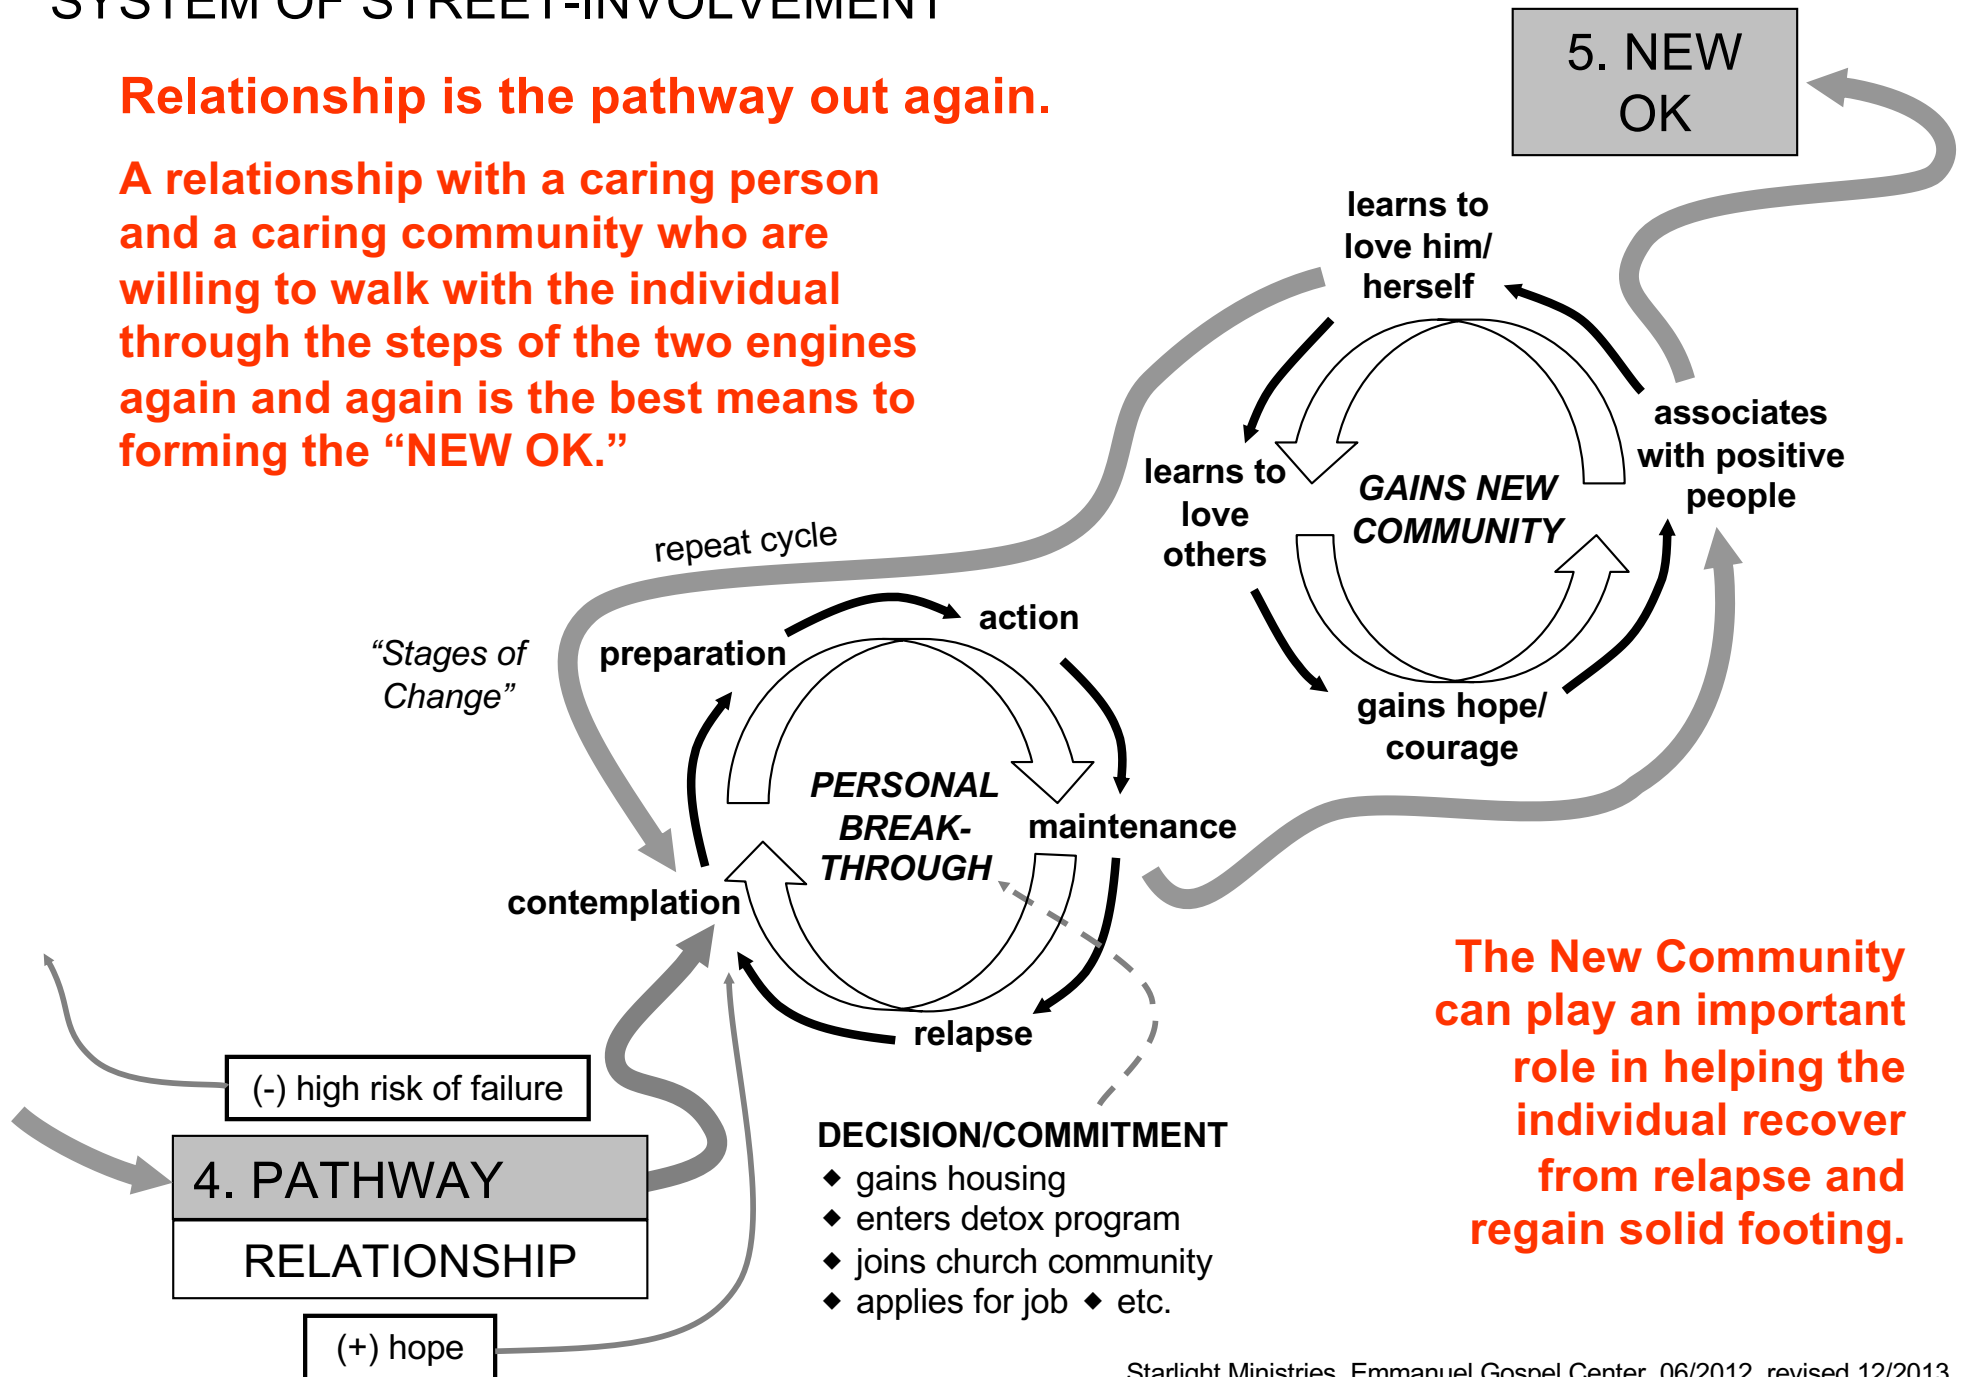 SYSTEM OF STREET-INVOLVEMENT
Relationship is the pathway out again.
A relationship with a caring person
and a caring community who are
willing to walk with the individual
through the steps of the two engines
again and again is the best means to
forming the “NEW OK.”
5. NEW
OK
learns to
love him/
herself
associates
with positive
people
learns to
love
others
GAINS NEW
COMMUNITY
gains hope/
courage
repeat cycle
“Stages of
Change”
preparation
action
PERSONAL
BREAK-
THROUGH
maintenance
contemplation
relapse
(-) high risk of failure
4. PATHWAY
RELATIONSHIP
(+) hope
DECISION/COMMITMENT
◆ gains housing
◆ enters detox program
◆ joins church community
◆ applies for job ◆ etc.
The New Community
can play an important
role in helping the
individual recover
from relapse and
regain solid footing.
Starlight Ministries, Emmanuel Gospel Center, 06/2012, revised 12/2013